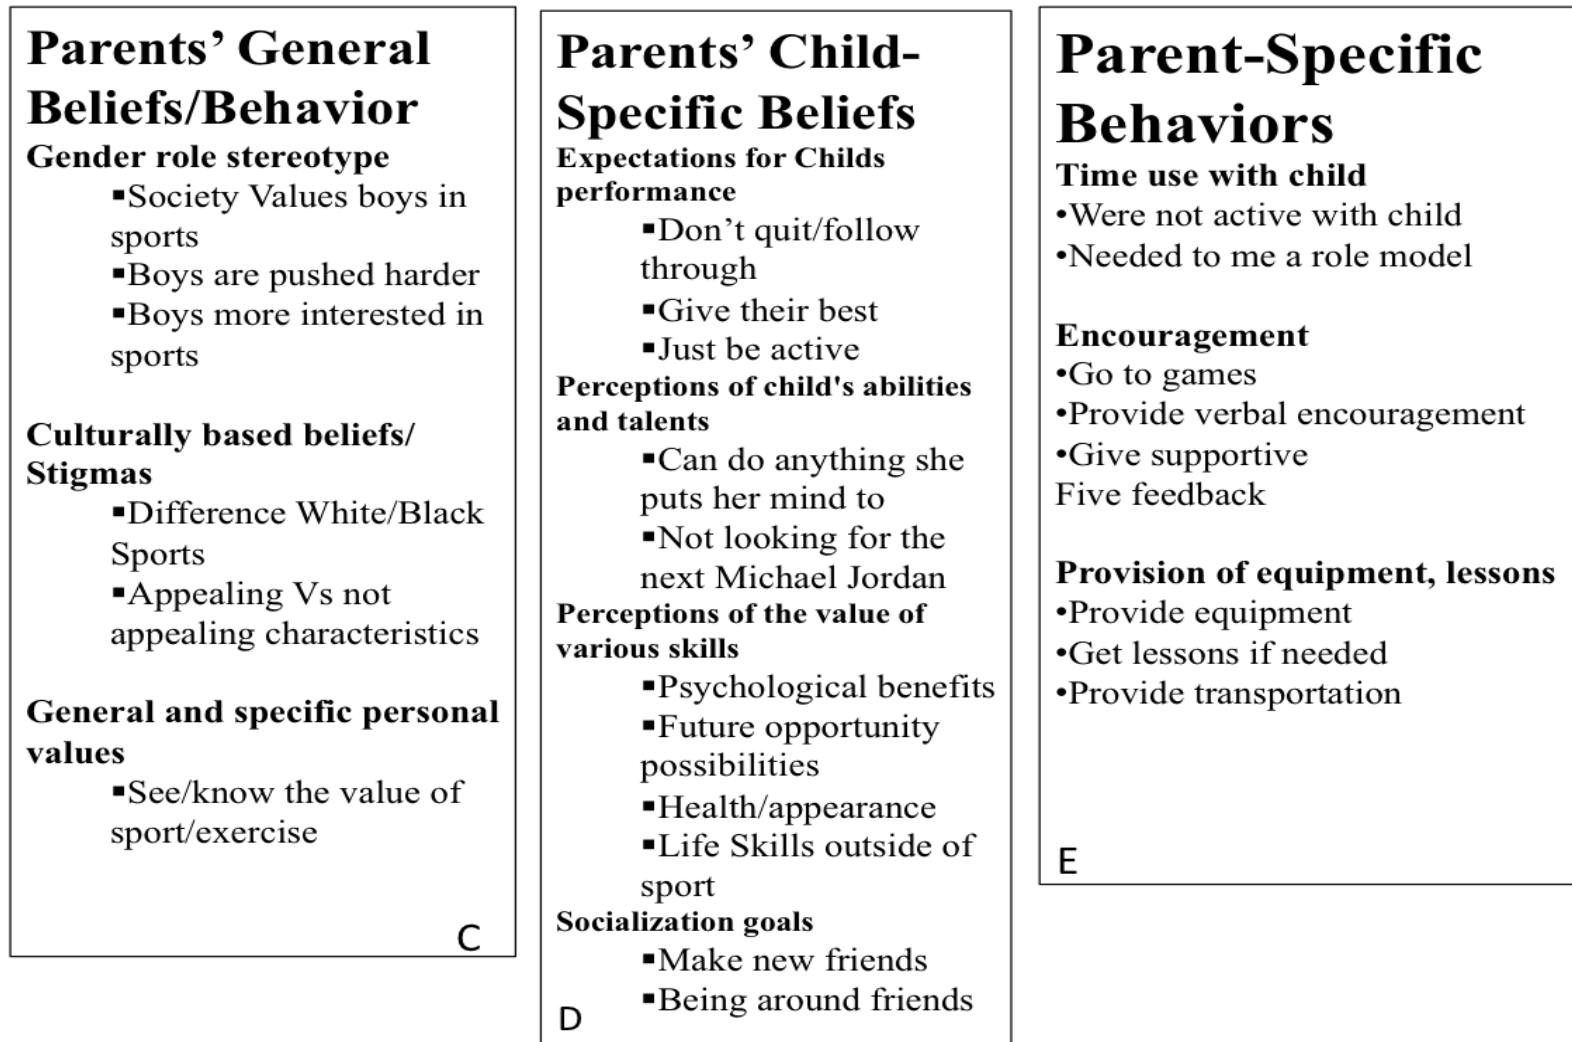 Parents’ General
Beliefs/Behavior
Gender role stereotype
▪Society Values boys in
sports
▪Boys are pushed harder
▪Boys more interested in
sports
Culturally based beliefs/
Stigmas
▪Difference White/Black
Sports
▪Appealing Vs not
appealing characteristics
General and specific personal
values
▪See/know the value of
sport/exercise
C
Parents’ Child-
Specific Beliefs
Expectations for Childs
performance
▪Don’t quit/follow
through
▪Give their best
▪Just be active
Perceptions of child's abilities
and talents
▪Can do anything she
puts her mind to
▪Not looking for the
next Michael Jordan
Perceptions of the value of
various skills
▪Psychological benefits
▪Future opportunity
possibilities
▪Health/appearance
▪Life Skills outside of
sport
Socialization goals
▪Make new friends
▪Being around friends
D
Parent-Specific
Behaviors
Time use with child
•Were not active with child
•Needed to me a role model
Encouragement
•Go to games
•Provide verbal encouragement
•Give supportive
Five feedback
Provision of equipment, lessons
•Provide equipment
•Get lessons if needed
•Provide transportation
E